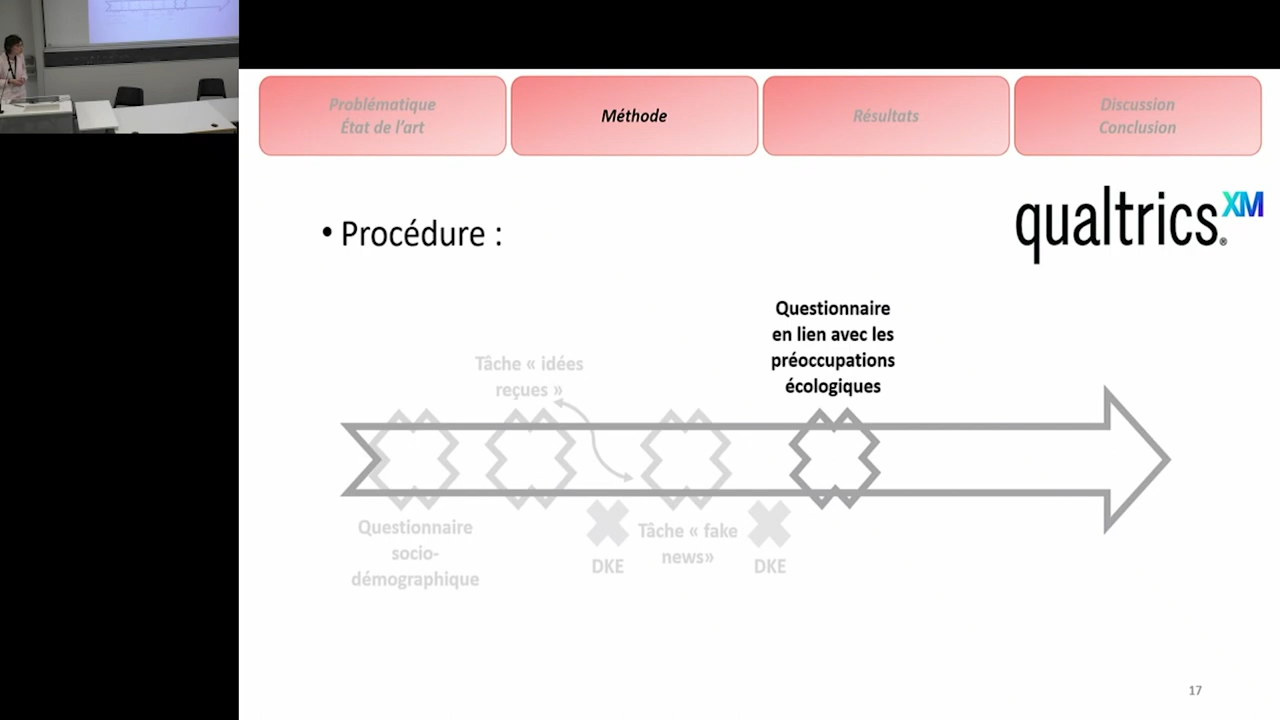 Problématique
État de l’art
Méthode
Résultats
Discussion
Conclusion
• Procédure :
qualtrics.XM
®
Questionnaire
en lien avec les
préoccupations
écologiques
Tâche « idées
reçues »
Questionnaire
socio-
démographique
DKE
Tâche « fake
news»
DKE
17